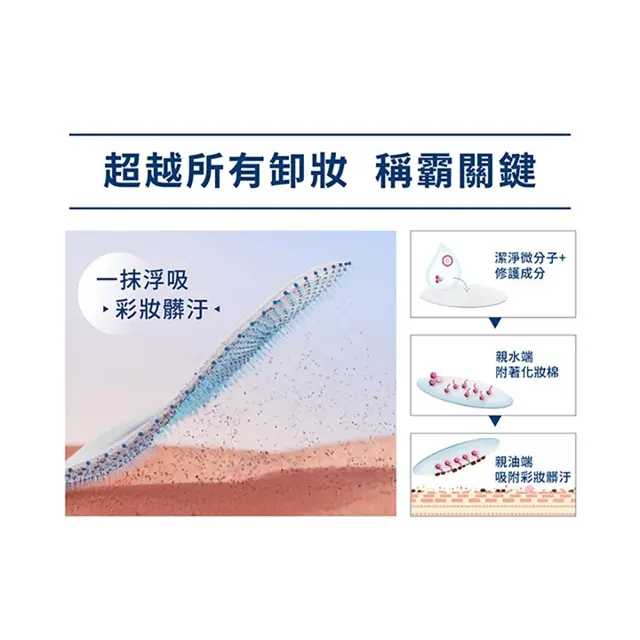 超越所有卸妝 稱霸關鍵
一抹浮吸
彩妝髒汙
潔淨微分子+
修護成分
親水端
附著化妝棉
親油端
吸附彩妝髒汙